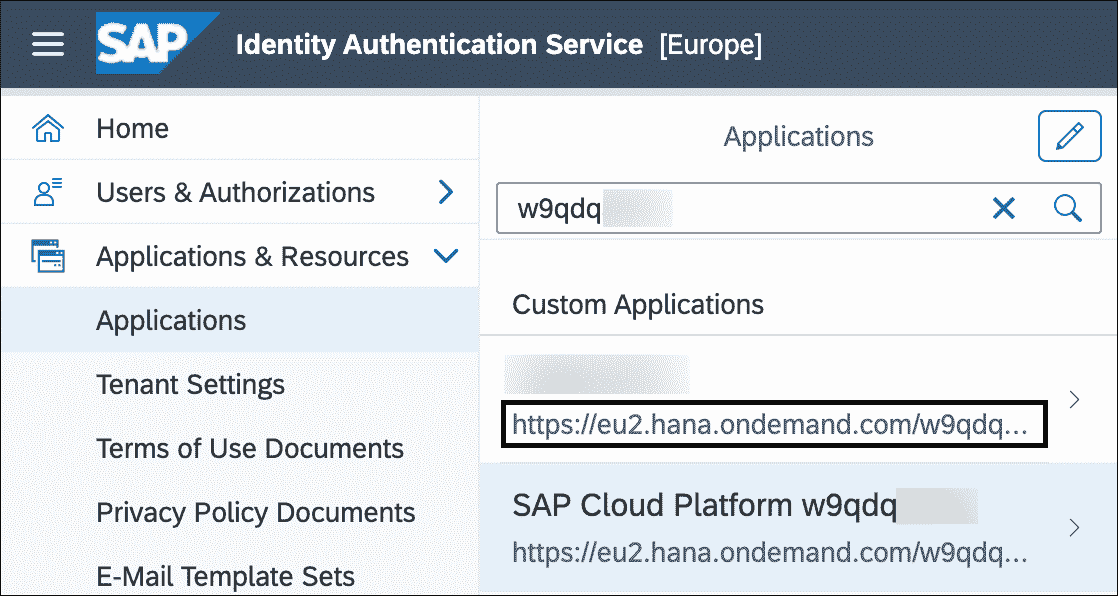 SAP Identity Authentication Service [Europe]
Home
Users & Authorizations
Applications & Resources
Applications
Tenant Settings
Terms of Use Documents
Privacy Policy Documents
E-Mail Template Sets
Applications
w9qdq
Custom Applications
https://eu2.hana.ondemand.com/w9qdq...
SAP Cloud Platform w9qdq
https://eu2.hana.ondemand.com/w9qdq...